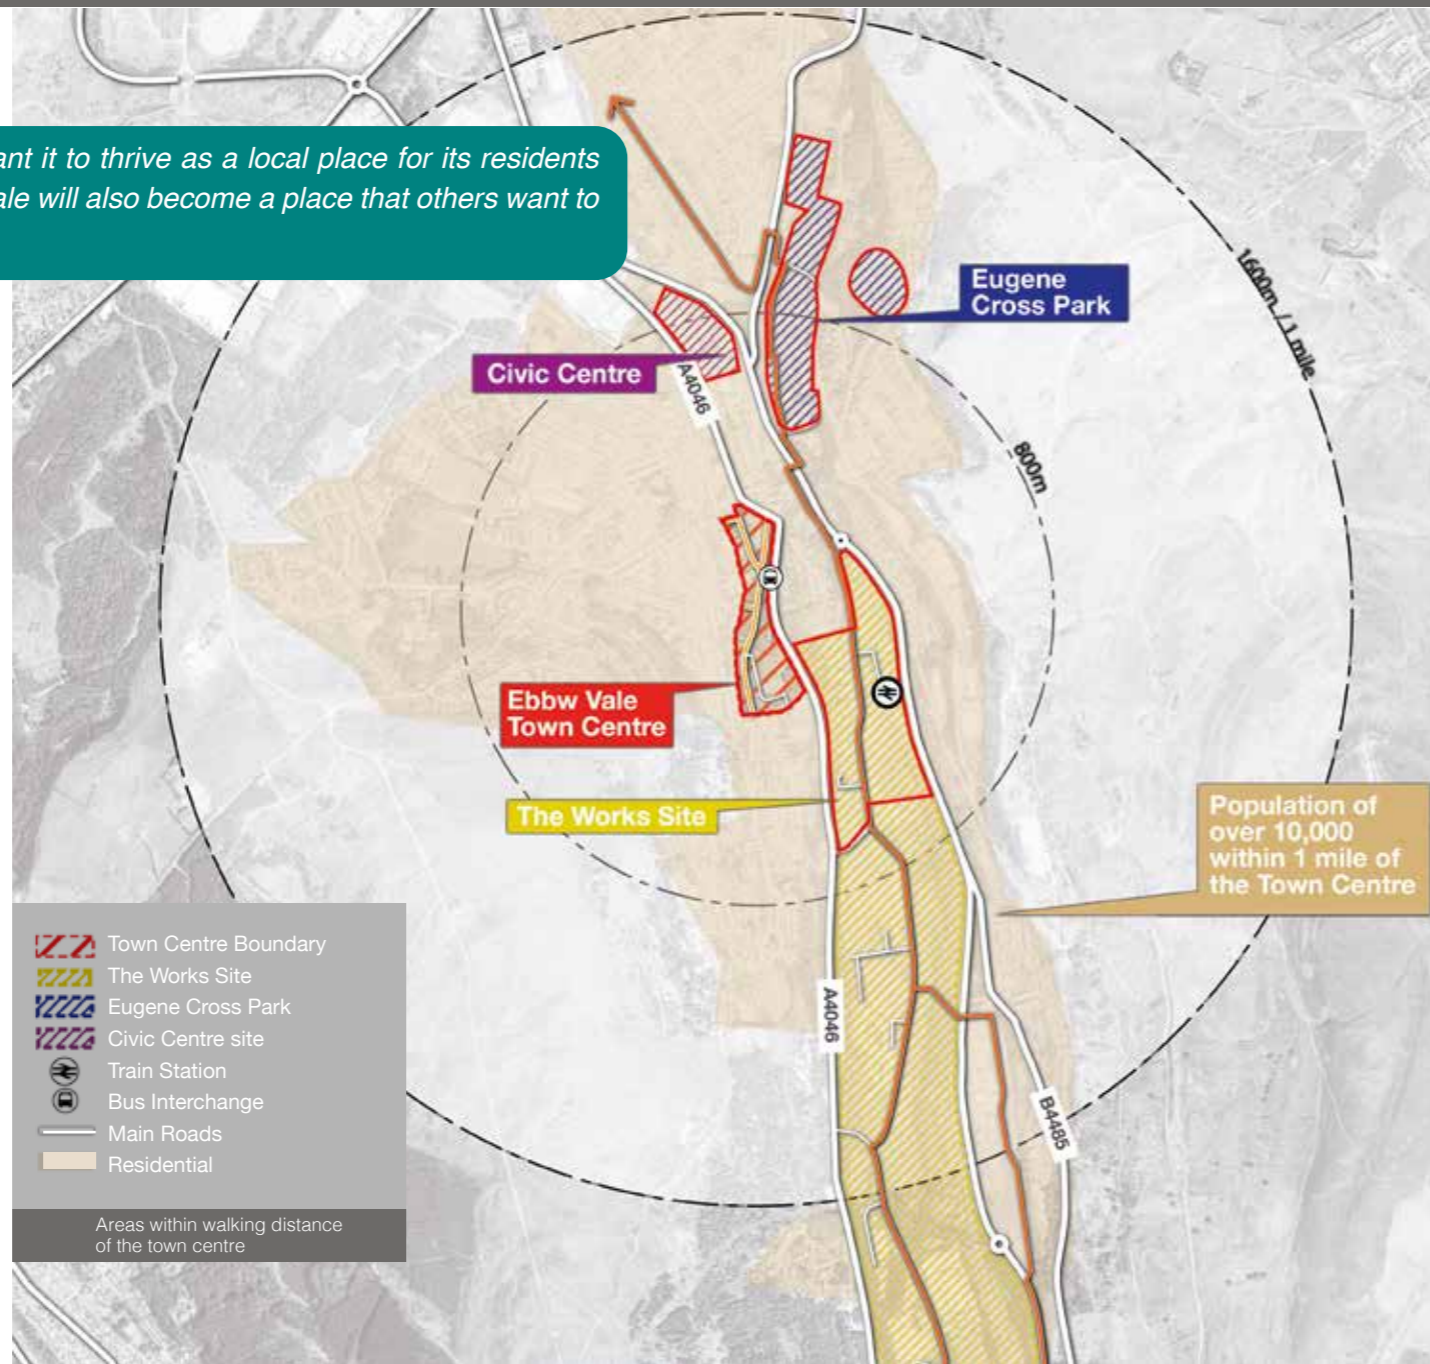 ant it to thrive as a local place for its residents
ale will also become a place that others want to
Eugene
Cross Park
1600m / 1 mile
Civic Centre
A4046
800m
Ebbw Vale
Town Centre
The Works Site
Population of
over 10,000
within 1 mile of
the Town Centre
A4046
B4485
Town Centre Boundary
The Works Site
Eugene Cross Park
Civic Centre site
Train Station
Bus Interchange
Main Roads
Residential
Areas within walking distance
of the town centre